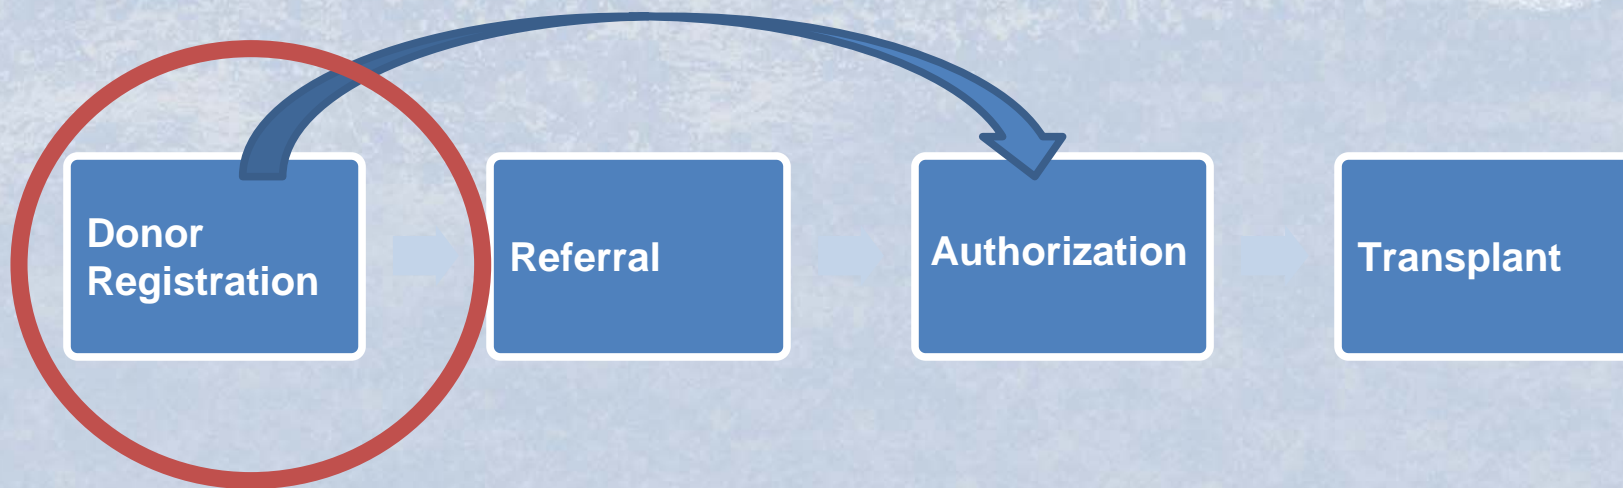 Donor
Registration
Referral
Authorization
Transplant